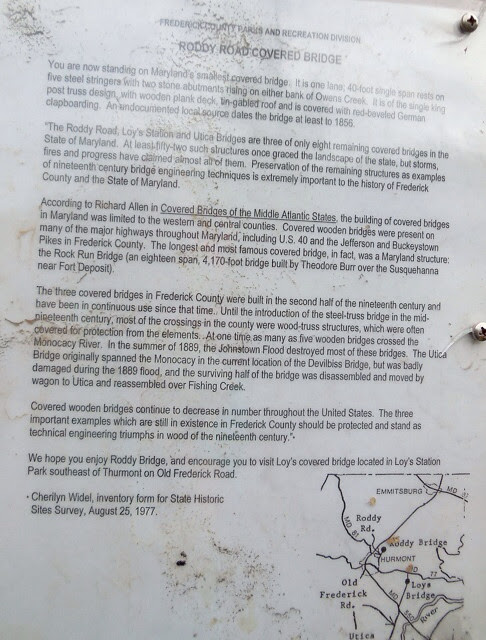 FREDERICK COUNTY PARKS AND RECREATION DIVISION
RODDY ROAD COVERED BRIDGE
You are now standing on Maryland's smallest covered bridge. It is one lane; 40-foot single span rests on
five steel stringers with two stone abutments rising on either bank of Owens Creek. It is of the single king
post truss design, with wooden plank deck, tin-gabled roof and is covered with red-beveled German
clapboarding. An undocumented local source dates the bridge at least to 1856.
"The Roddy Road, Loy's Station and Utica Bridges are three of only eight remaining covered bridges in the
State of Maryland. At least fifty-two such structures once graced the landscape of the state, but storms,
fires and progress have claimed almost all of them. Preservation of the remaining structures as examples
of nineteenth century bridge engineering techniques is extremely important to the history of Frederick
County and the State of Maryland.
According to Richard Allen in Covered Bridges of the Middle Atlantic States, the building of covered bridges
in Maryland was limited to the western and central counties. Covered wooden bridges were present on
many of the major highways throughout Maryland, including U.S. 40 and the Jefferson and Buckeystown
Pikes in Frederick County. The longest and most famous covered bridge, in fact, was a Maryland structure;
the Rock Run Bridge (an eighteen span, 4,170-foot bridge built by Theodore Burr over the Susquehanna
near Fort Deposit).
The three covered bridges in Frederick County were built in the second half of the nineteenth century and
have been in continuous use since that time. Until the introduction of the steel-truss bridge in the mid-
nineteenth century, most of the crossings in the county were wood-truss structures, which were often
covered for protection from the elements. At one time as many as five wooden bridges crossed the
Monocacy River. In the summer of 1889, the Johnstown Flood destroyed most of these bridges. The Utica
Bridge originally spanned the Monocacy in the current location of the Devilbiss Bridge, but was badly
damaged during the 1889 flood, and the surviving half of the bridge was disassembled and moved by
wagon to Utica and reassembled over Fishing Creek.
Covered wooden bridges continue to decrease in number throughout the United States. The three
important examples which are still in existence in Frederick County should be protected and stand as
technical engineering triumphs in wood of the nineteenth century."*
We hope you enjoy Roddy Bridge, and encourage you to visit Loy's covered bridge located in Loy's Station
Park southeast of Thurmont on Old Frederick Road.
* Cherilyn Widel, inventory form for State Historic
Sites Survey, August 25, 1977.
EMMITSBURG
MD
Roddy
Rd.
MD 81
Roddy Bridge
THURMONT
77
Old
Frederick
Rd.
Loys
Bridge
MD
River
Utica